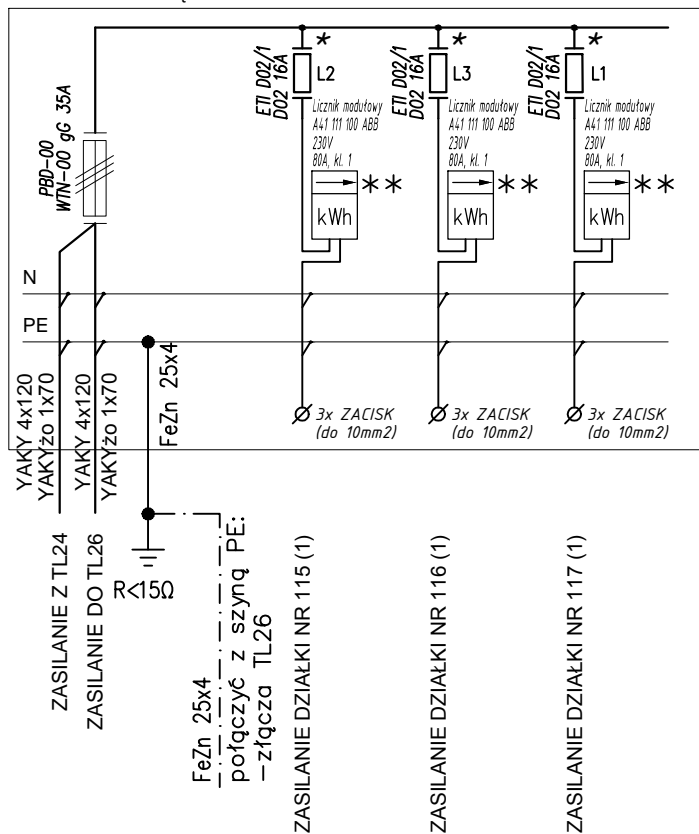 ETI D02/1
D02 16A
L2
ETI D02/1
D02 16A
L3
ETI D02/1
D02 16A
L1
*
*
*
Licznik modułowy
A41 111 100 ABB
230V
80A, kl. 1
Licznik modułowy
A41 111 100 ABB
230V
80A, kl. 1
Licznik modułowy
A41 111 100 ABB
230V
80A, kl. 1
PBD-00
WTN-00 gG 35A
**
**
**
kWh
kWh
kWh
N
PE
YAKY 4x120
YAKYżo 1x70
YAKY 4x120
YAKYżo 1x70
FeZn 25x4
3x ZACISK
(do 10mm2)
3x ZACISK
(do 10mm2)
3x ZACISK
(do 10mm2)
ZASILANIE Z TL24
ZASILANIE DO TL26
R<15Ω
FeZn 25x4
połączyć z szyną PE:
-złącza TL26
ZASILANIE DZIAŁKI NR 115 (1)
ZASILANIE DZIAŁKI NR 116 (1)
ZASILANIE DZIAŁKI NR 117 (1)